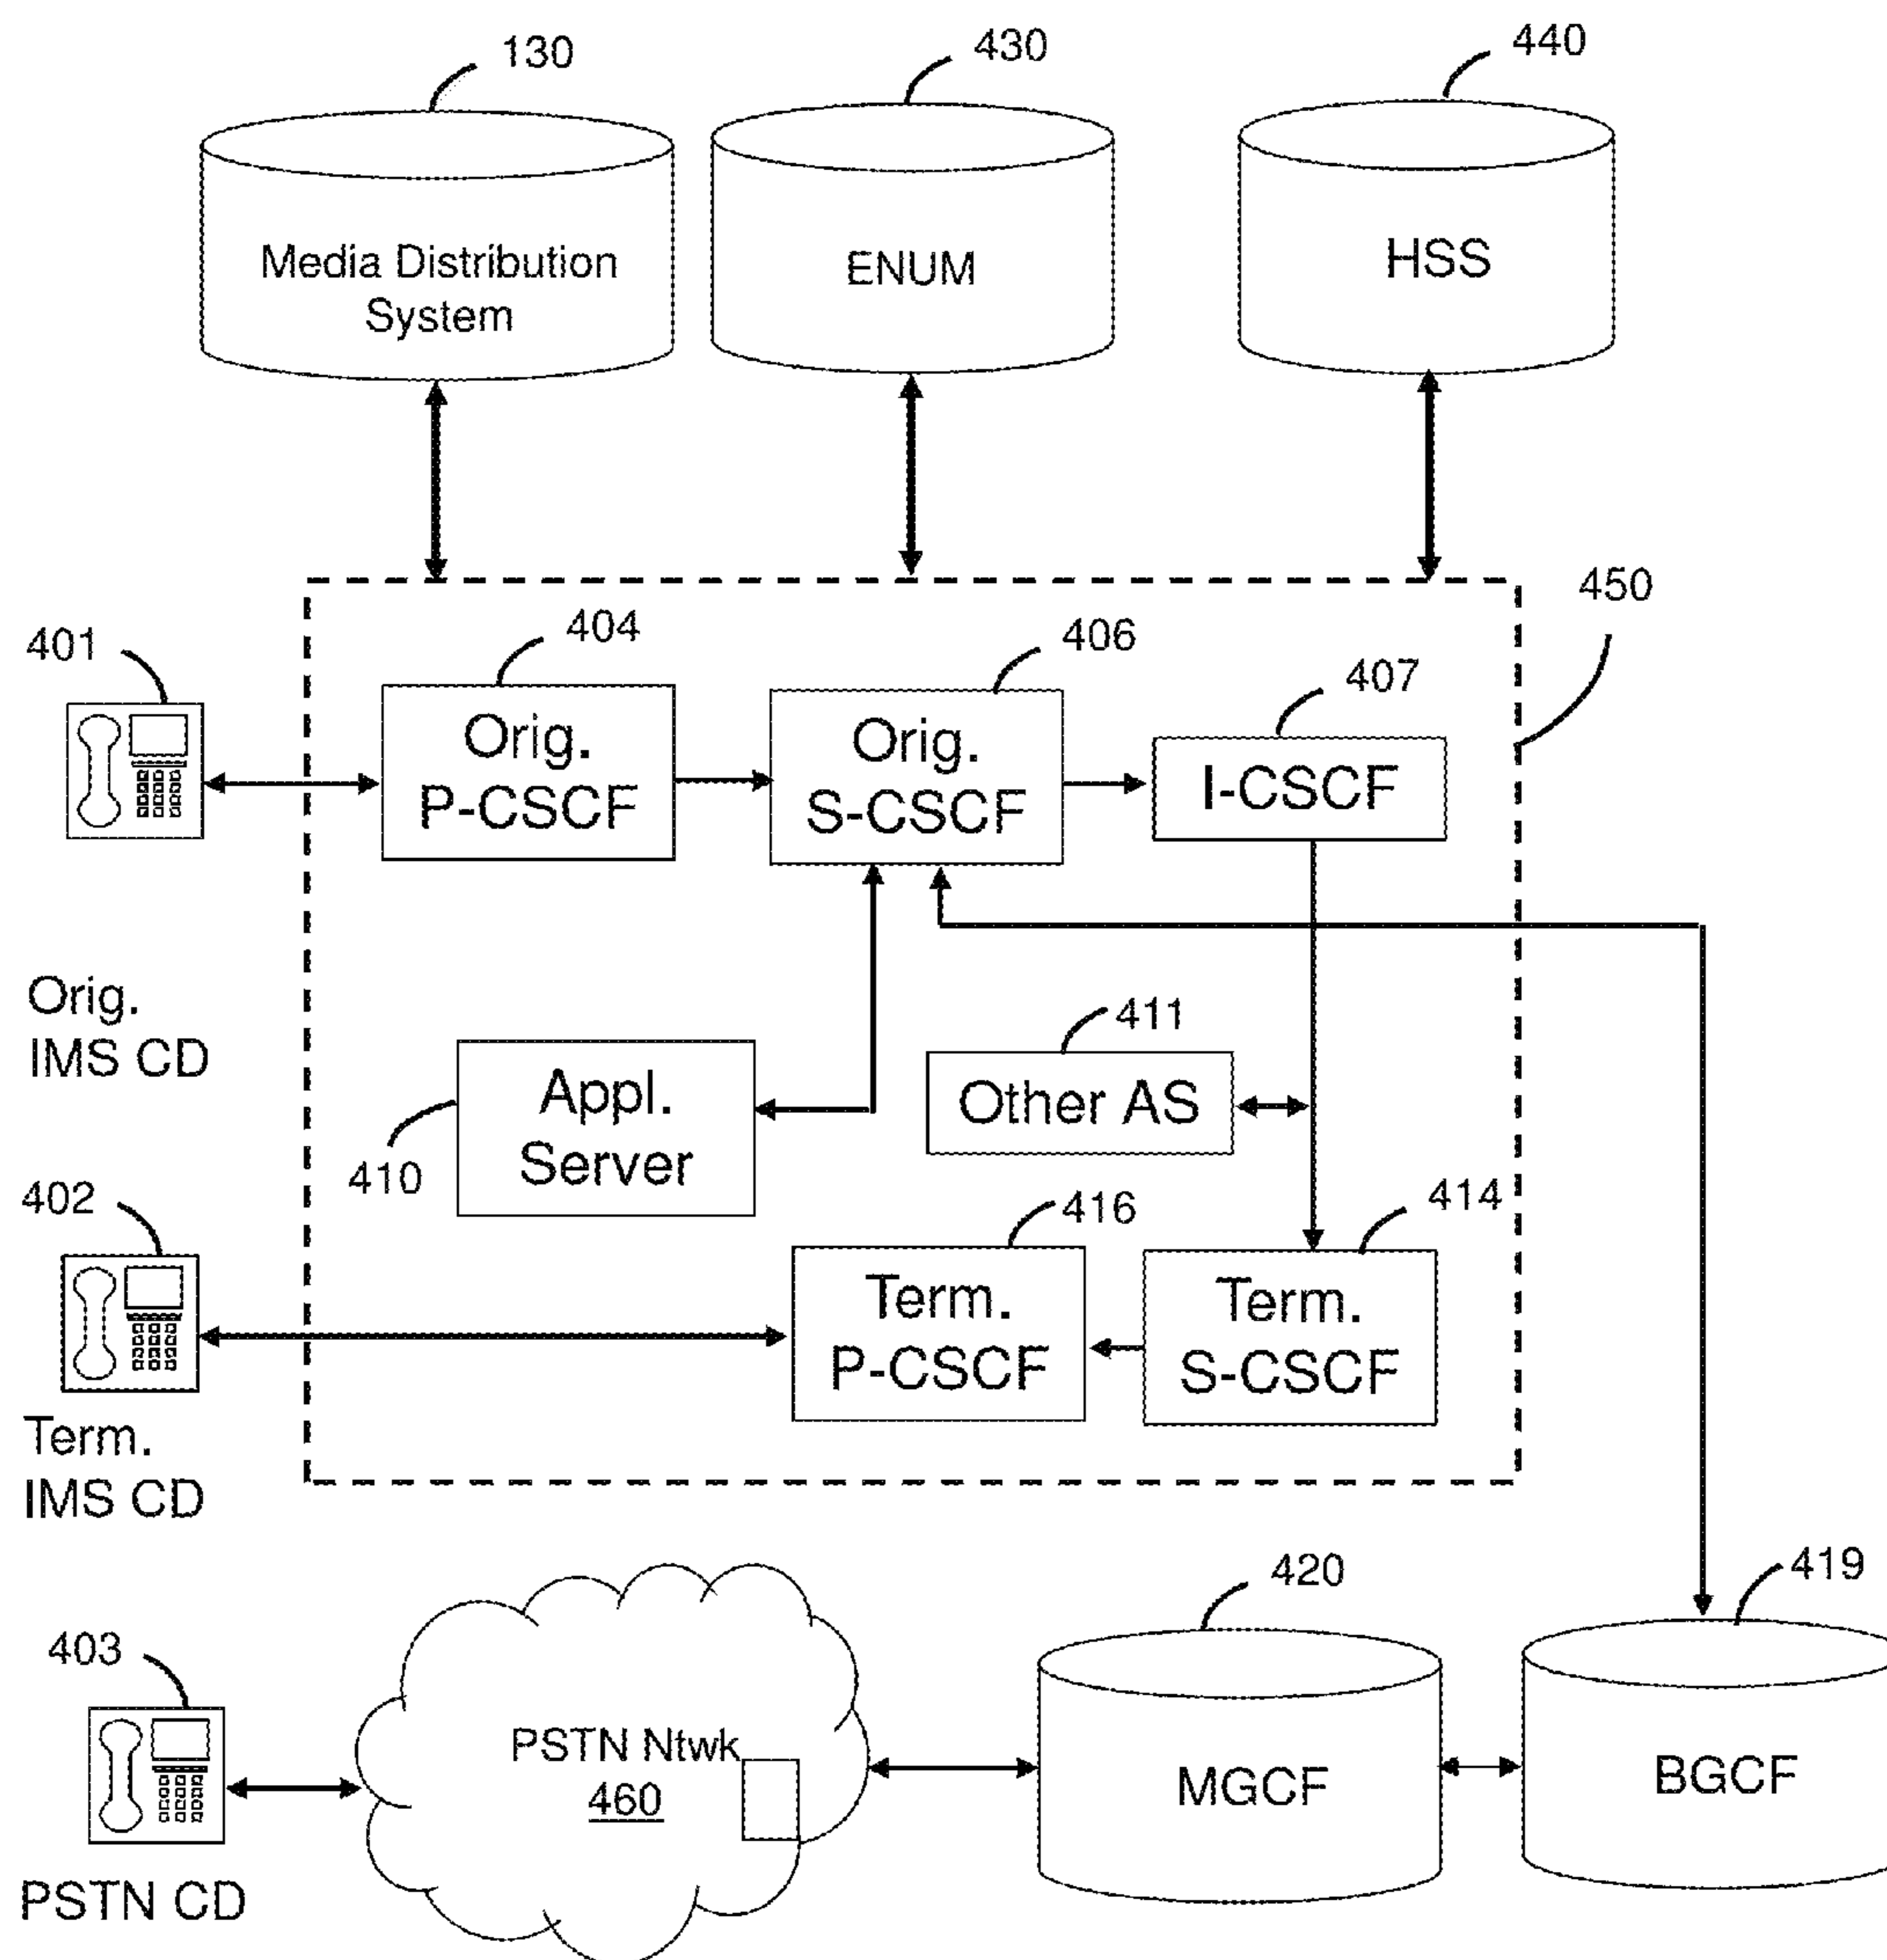 130
430
440
Media Distribution
System
ENUM
HSS
450
401
404
406
407
Orig.
P-CSCF
Orig.
S-CSCF
I-CSCF
Orig.
IMS CD
411
Other AS
Appl.
Server
410
402
416
414
Term.
P-CSCF
Term.
S-CSCF
Term.
IMS CD
420
419
403
PSTN Ntwk
460
MGCF
BGCF
PSTN CD